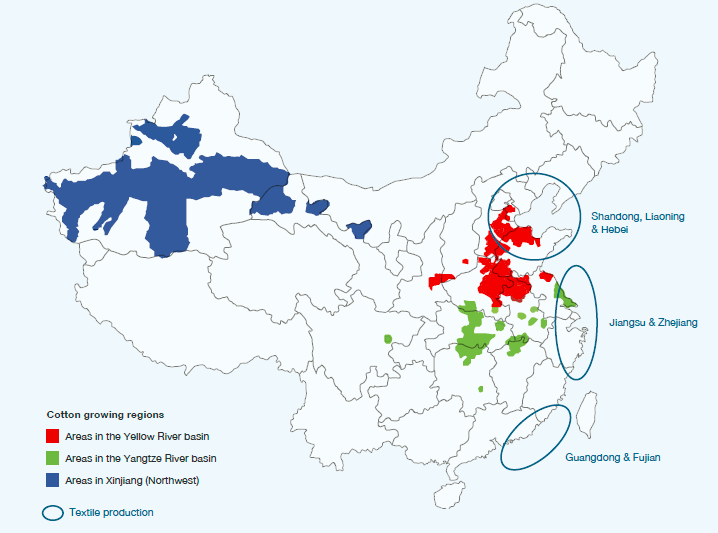 Shandong, Liaoning
& Hebei
Jiangsu & Zhejiang
Guangdong & Fujian
Cotton growing regions
Areas in the Yellow River basin
Areas in the Yangtze River basin
Areas in Xinjiang (Northwest)
Textile production